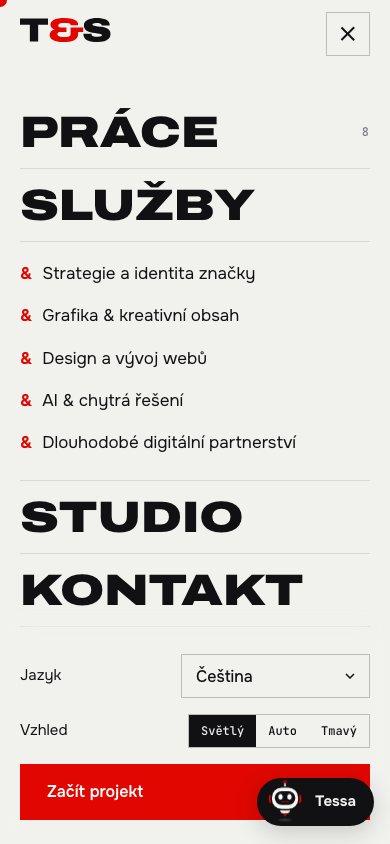 T&S
PRÁCE 8
SLUŽBY
& Strategie a identita značky
& Grafika & kreativní obsah
& Design a vývoj webů
& AI & chytrá řešení
& Dlouhodobé digitální partnerství
STUDIO
KONTAKT
Jazyk Čeština
Vzhled Světlý Auto Tmavý
Začít projekt Tessa